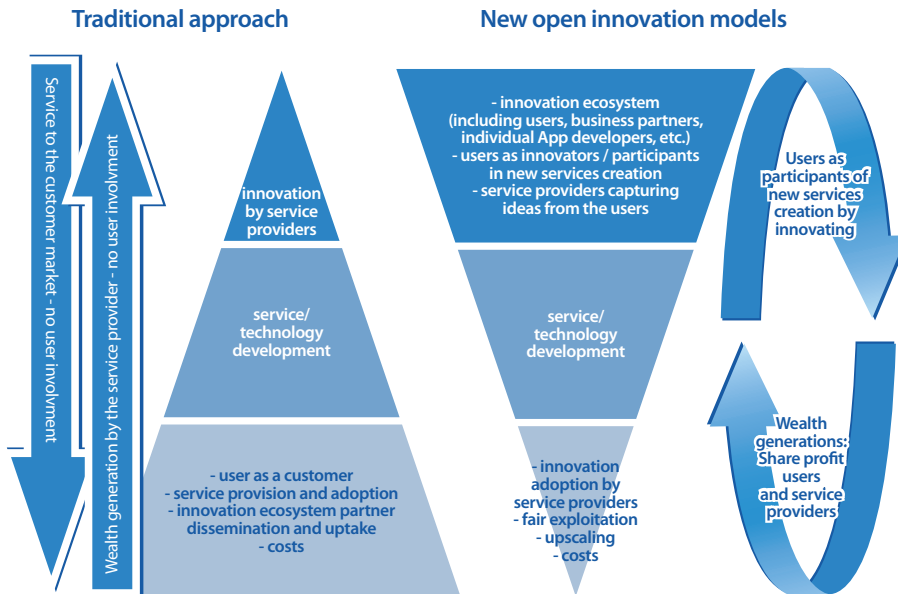 Traditional approach
New open innovation models
Service to the customer market - no user involvment
Wealth generation by the service provider - no user involvment
innovation
by service
providers
service/
technology
development
- user as a customer
- service provision and adoption
- innovation ecosystem partner
dissemination and uptake
- costs
- innovation ecosystem
(including users, business partners,
individual App developers, etc.)
- users as innovators / participants
in new services creation
- service providers capturing
ideas from the users
service/
technology
development
- innovation
adoption by
service providers
- fair exploitation
- upscaling
- costs
Users as
participants of
new services
creation by
innovating
Wealth
generations:
Share profit
users
and service
providers